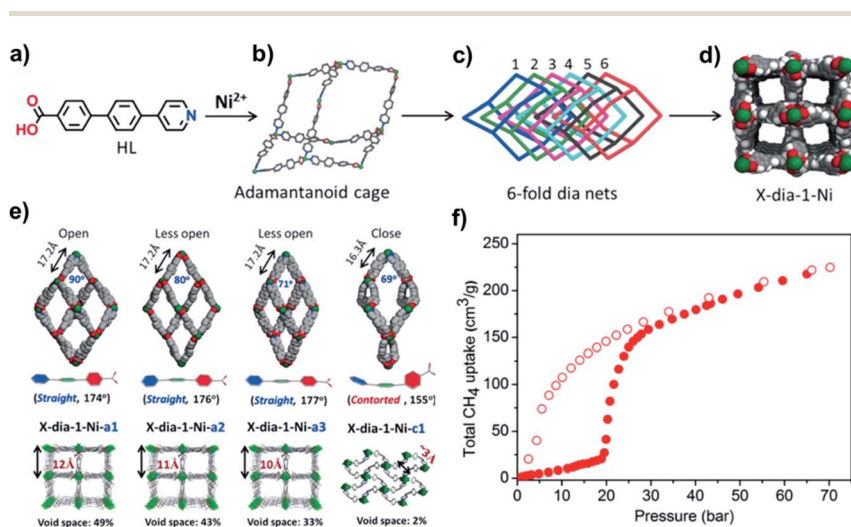 a)
O
HO
N
HL
Ni2+
b)
Adamantanoid cage
c)
1 2 3 4 5 6
6-fold dia nets
d)
X-dia-1-Ni
e)
Open Less open Less open Close
17.2Å 17.2Å 17.2Å 16.3Å
90° 80° 71° 69°
(Straight, 174°) (Straight, 176°) (Straight, 177°) (Contorted , 155°)
X-dia-1-Ni-a1 X-dia-1-Ni-a2 X-dia-1-Ni-a3 X-dia-1-Ni-c1
12Å 11Å 10Å ~3Å
Void space: 49% Void space: 43% Void space: 33% Void space: 2%
f)
Total CH4 uptake (cm3/g)
250
200
150
100
50
0
0 10 20 30 40 50 60 70
Pressure (bar)